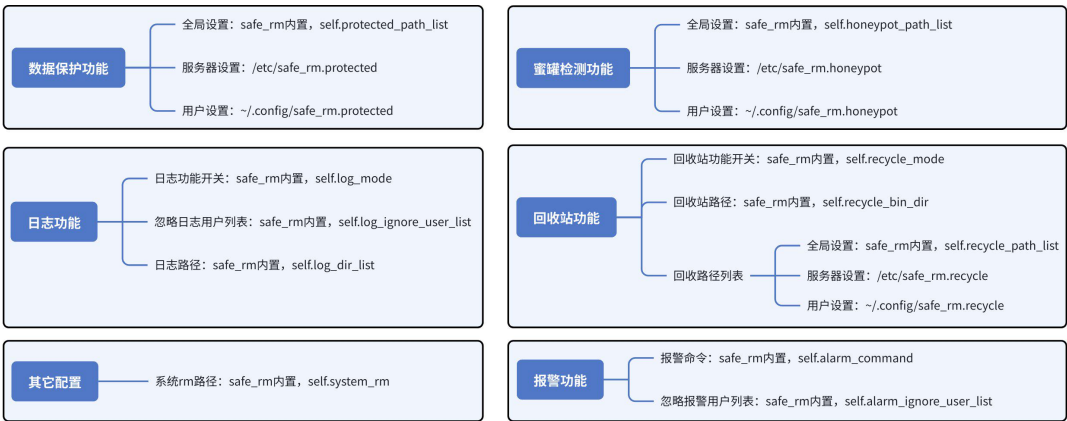 数据保护功能
全局设置：safe_rm内置，self.protected_path_list
服务器设置：/etc/safe_rm.protected
用户设置：~/.config/safe_rm.protected
蜜罐检测功能
全局设置：safe_rm内置，self.honeypot_path_list
服务器设置：/etc/safe_rm.honeypot
用户设置：~/.config/safe_rm.honeypot
日志功能
日志功能开关：safe_rm内置，self.log_mode
忽略日志用户列表：safe_rm内置，self.log_ignore_user_list
日志路径：safe_rm内置，self.log_dir_list
回收站功能
回收站功能开关：safe_rm内置，self.recycle_mode
回收站路径：safe_rm内置，self.recycle_bin_dir
回收路径列表
全局设置：safe_rm内置，self.recycle_path_list
服务器设置：/etc/safe_rm.recycle
用户设置：~/.config/safe_rm.recycle
其它配置
系统rm路径：safe_rm内置，self.system_rm
报警功能
报警命令：safe_rm内置，self.alarm_command
忽略报警用户列表：safe_rm内置，self.alarm_ignore_user_list